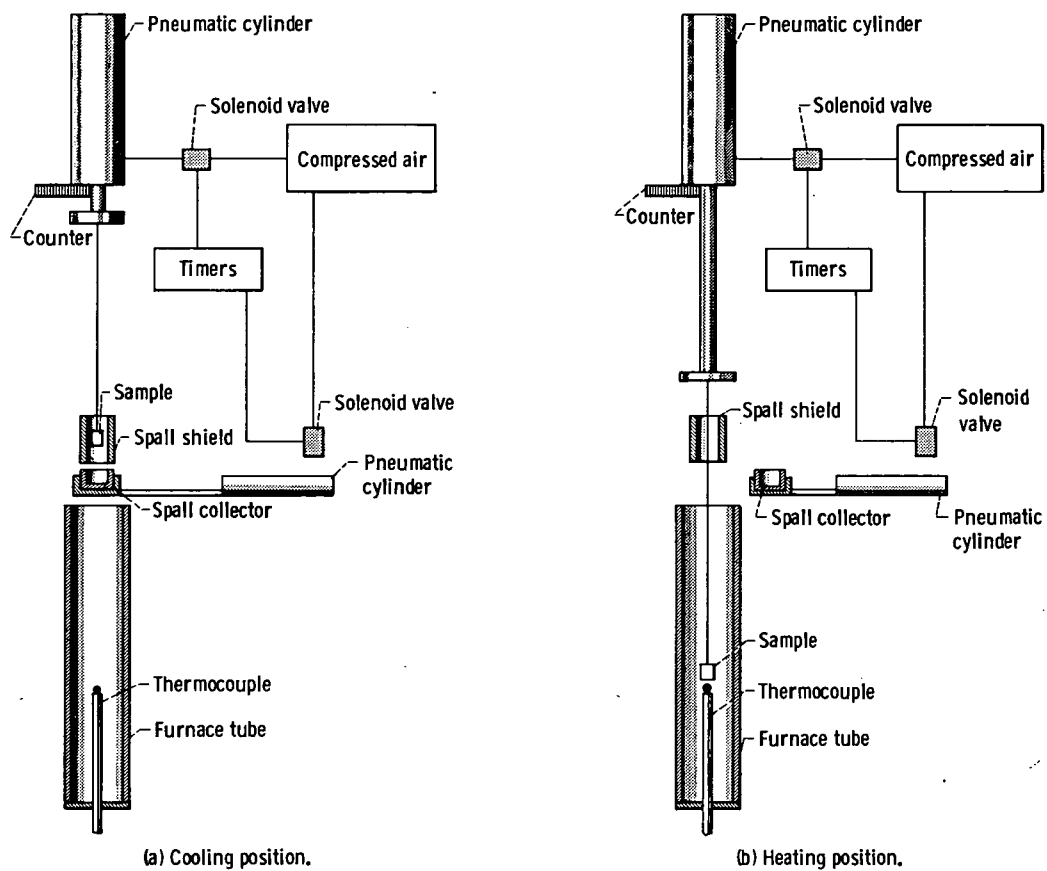 Pneumatic cylinder
Solenoid valve
Compressed air
Counter
Timers
Sample
Solenoid valve
Spall shield
Pneumatic
cylinder
Spall collector
Thermocouple
Furnace tube
(a) Cooling position.
Pneumatic cylinder
Solenoid valve
Compressed air
Counter
Timers
Spall shield
Solenoid
valve
Spall collector
Pneumatic
cylinder
Sample
Thermocouple
Furnace tube
(b) Heating position.